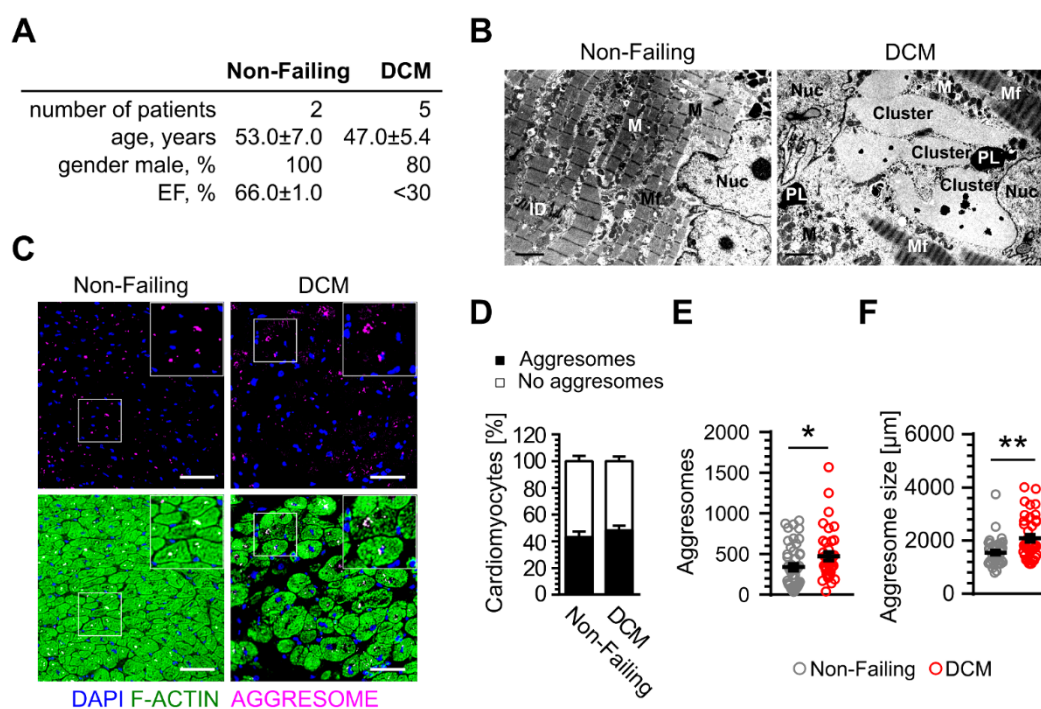 A
Non-Failing DCM
number of patients 2 5
age, years 53.0±7.0 47.0±5.4
gender male, % 100 80
EF, % 66.0±1.0 <30
B
Non-Failing DCM
M
M
ID
Mf
Nuc
Nuc
M
Mf
Cluster
Cluster
PL
Cluster
Nuc
PL
M
Mf
C
Non-Failing DCM
DAPI F-ACTIN AGGRESOME
D
Aggresomes
No aggresomes
Cardiomyocytes [%]
120
100
80
60
40
20
0
Non-Failing
DCM
E
Aggresomes
2000
1500
1000
500
0
*
F
Aggresome size [µm]
6000
4000
2000
0
**
Non-Failing DCM